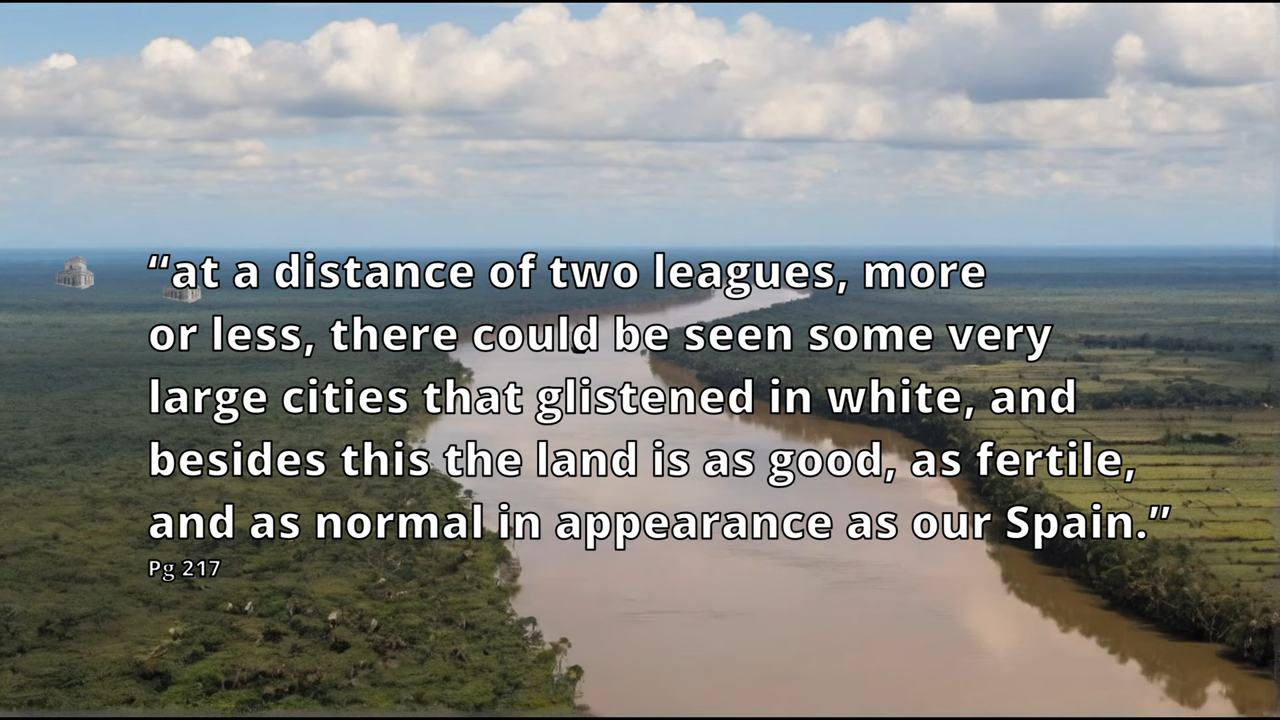 “at a distance of two leagues, more
or less, there could be seen some very
large cities that glistened in white, and
besides this the land is as good, as fertile,
and as normal in appearance as our Spain.”
Pg 217